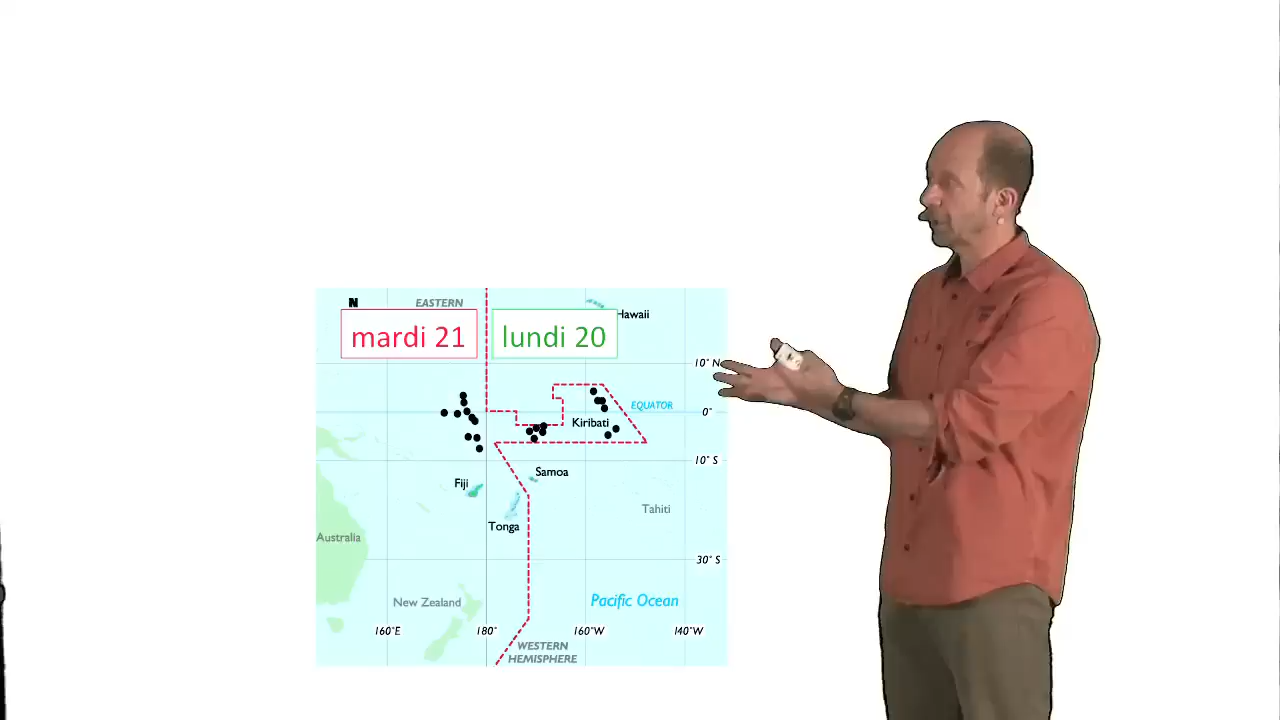 N
EASTERN
Hawaii
mardi 21
lundi 20
10° N
EQUATOR
0°
Kiribati
10° S
Samoa
Fiji
Tahiti
Tonga
Australia
30° S
New Zealand
Pacific Ocean
160°E
180°
160°W
140°W
WESTERN
HEMISPHERE